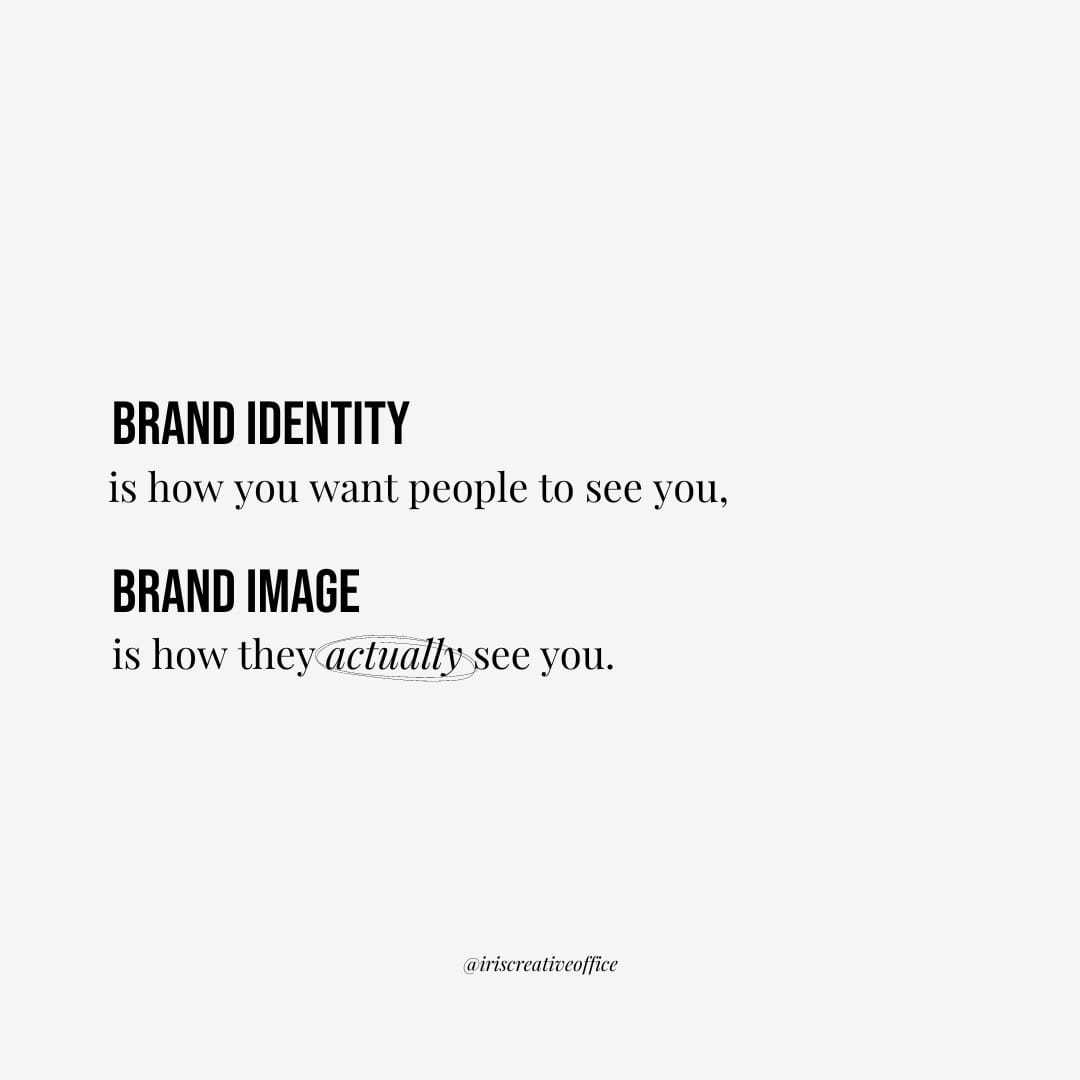 BRAND IDENTITY
is how you want people to see you,
BRAND IMAGE
is how they actually see you.
@iriscreativeoffice